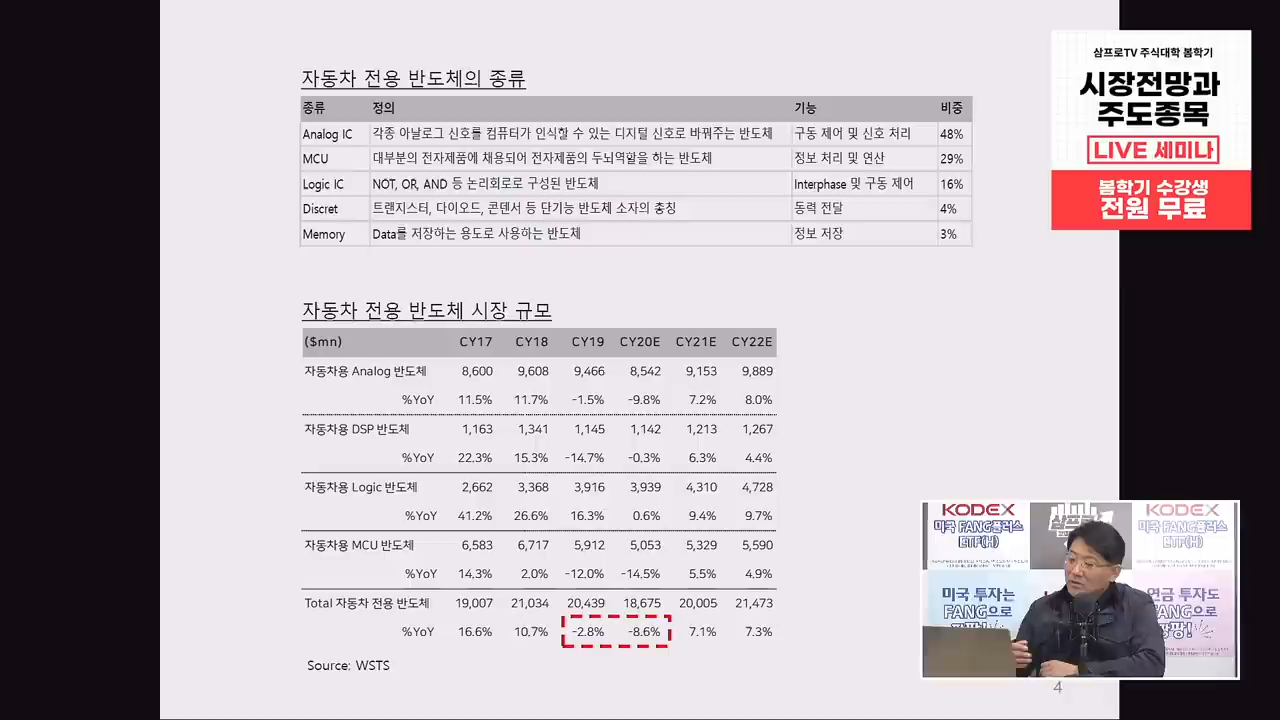 자동차 전용 반도체의 종류
종류 정의 기능 비중
Analog IC 각종 아날로그 신호를 컴퓨터가 인식할 수 있는 디지털 신호로 바꿔주는 반도체 구동 제어 및 신호 처리 48%
MCU 대부분의 전자제품에 채용되어 전자제품의 두뇌역할을 하는 반도체 정보 처리 및 연산 29%
Logic IC NOT, OR, AND 등 논리회로로 구성된 반도체 Interphase 및 구동 제어 16%
Discret 트랜지스터, 다이오드, 콘덴서 등 단기능 반도체 소자의 총칭 동력 전달 4%
Memory Data를 저장하는 용도로 사용하는 반도체 정보 저장 3%
자동차 전용 반도체 시장 규모
($mn) CY17 CY18 CY19 CY20E CY21E CY22E
자동차용 Analog 반도체 8,600 9,608 9,466 8,542 9,153 9,889
%YoY 11.5% 11.7% -1.5% -9.8% 7.2% 8.0%
자동차용 DSP 반도체 1,163 1,341 1,145 1,142 1,213 1,267
%YoY 22.3% 15.3% -14.7% -0.3% 6.3% 4.4%
자동차용 Logic 반도체 2,662 3,368 3,916 3,939 4,310 4,728
%YoY 41.2% 26.6% 16.3% 0.6% 9.4% 9.7%
자동차용 MCU 반도체 6,583 6,717 5,912 5,053 5,329 5,590
%YoY 14.3% 2.0% -12.0% -14.5% 5.5% 4.9%
Total 자동차 전용 반도체 19,007 21,034 20,439 18,675 20,005 21,473
%YoY 16.6% 10.7% -2.8% -8.6% 7.1% 7.3%
Source: WSTS
4
삼프로TV 주식대학 봄학기
시장전망과
주도종목
LIVE 세미나
봄학기 수강생
전원 무료
KODEX
미국 FANG플러스
ETF(H)
삼프로
KODEX
미국 FANG플러스
ETF(H)
미국 투자는
FANG으로
연금 투자도
FANG으로